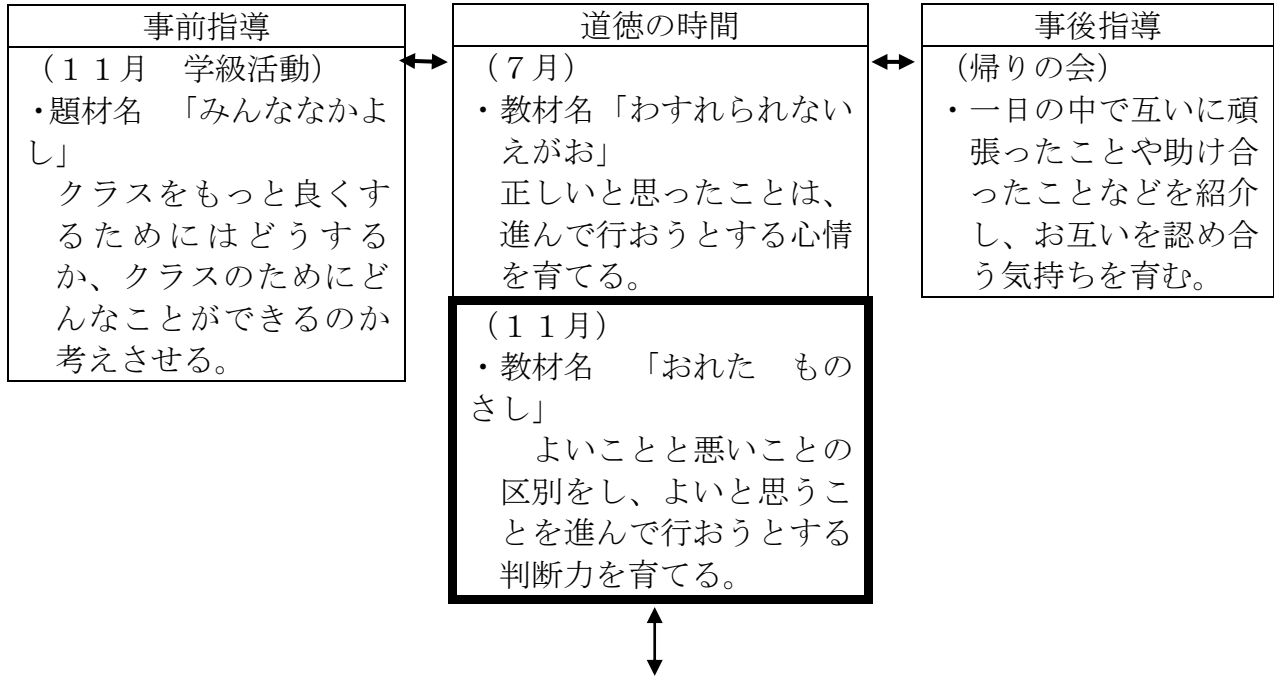 事前指導
(11月 学級活動)
・題材名 「みんななかよ
し」
クラスをもっと良くす
るためにはどうする
か、クラスのためにど
んなことができるのか
考えさせる。
道徳の時間
(7月)
・教材名「わすれられない
えがお」
正しいと思ったことは、
進んで行おうとする心情
を育てる。
(11月)
・教材名 「おれた もの
さし」
よいことと悪いことの
区別をし、よいと思うこ
とを進んで行おうとする
判断力を育てる。
事後指導
(帰りの会)
・一日の中で互いに頑
張ったことや助け合
ったことなどを紹介
し、お互いを認め合
う気持ちを育む。